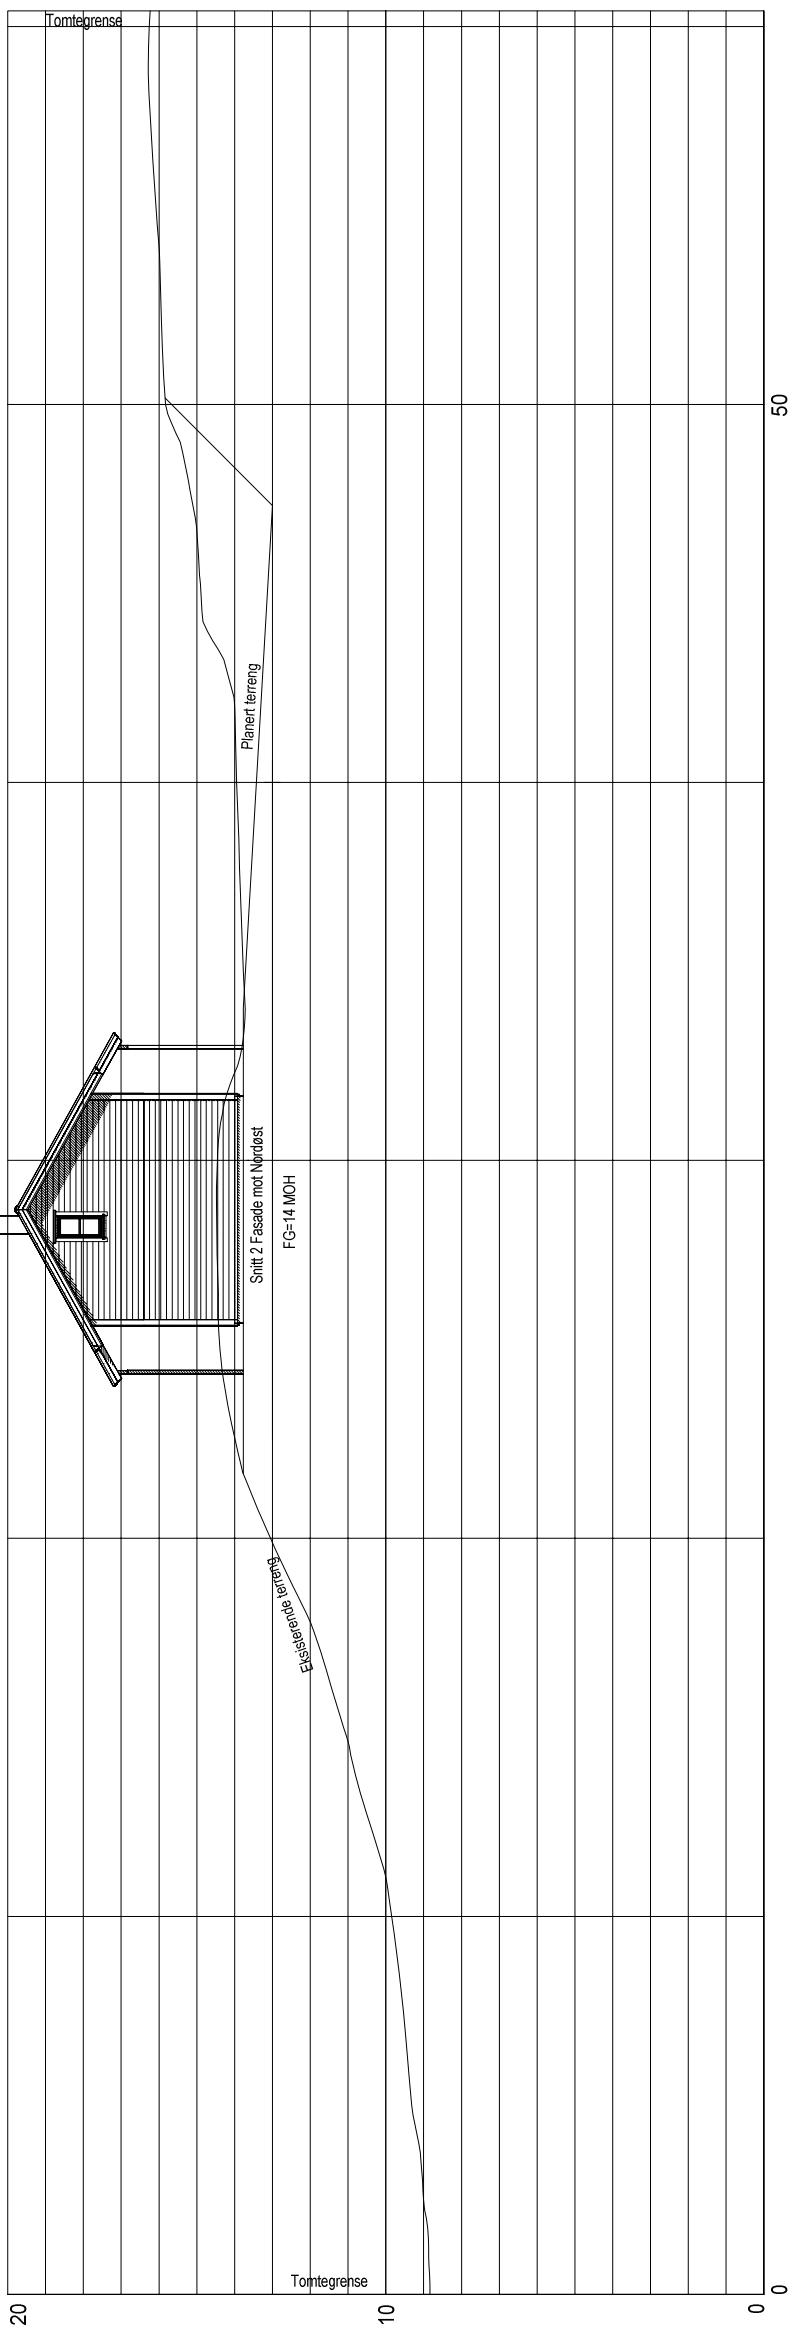 Tomtegrense
50
Planert terreng
Snitt 2 Fasade mot Nordøst
FG=14 MOH
Eksisterende terreng
Tomtegrense
20
10
0
0